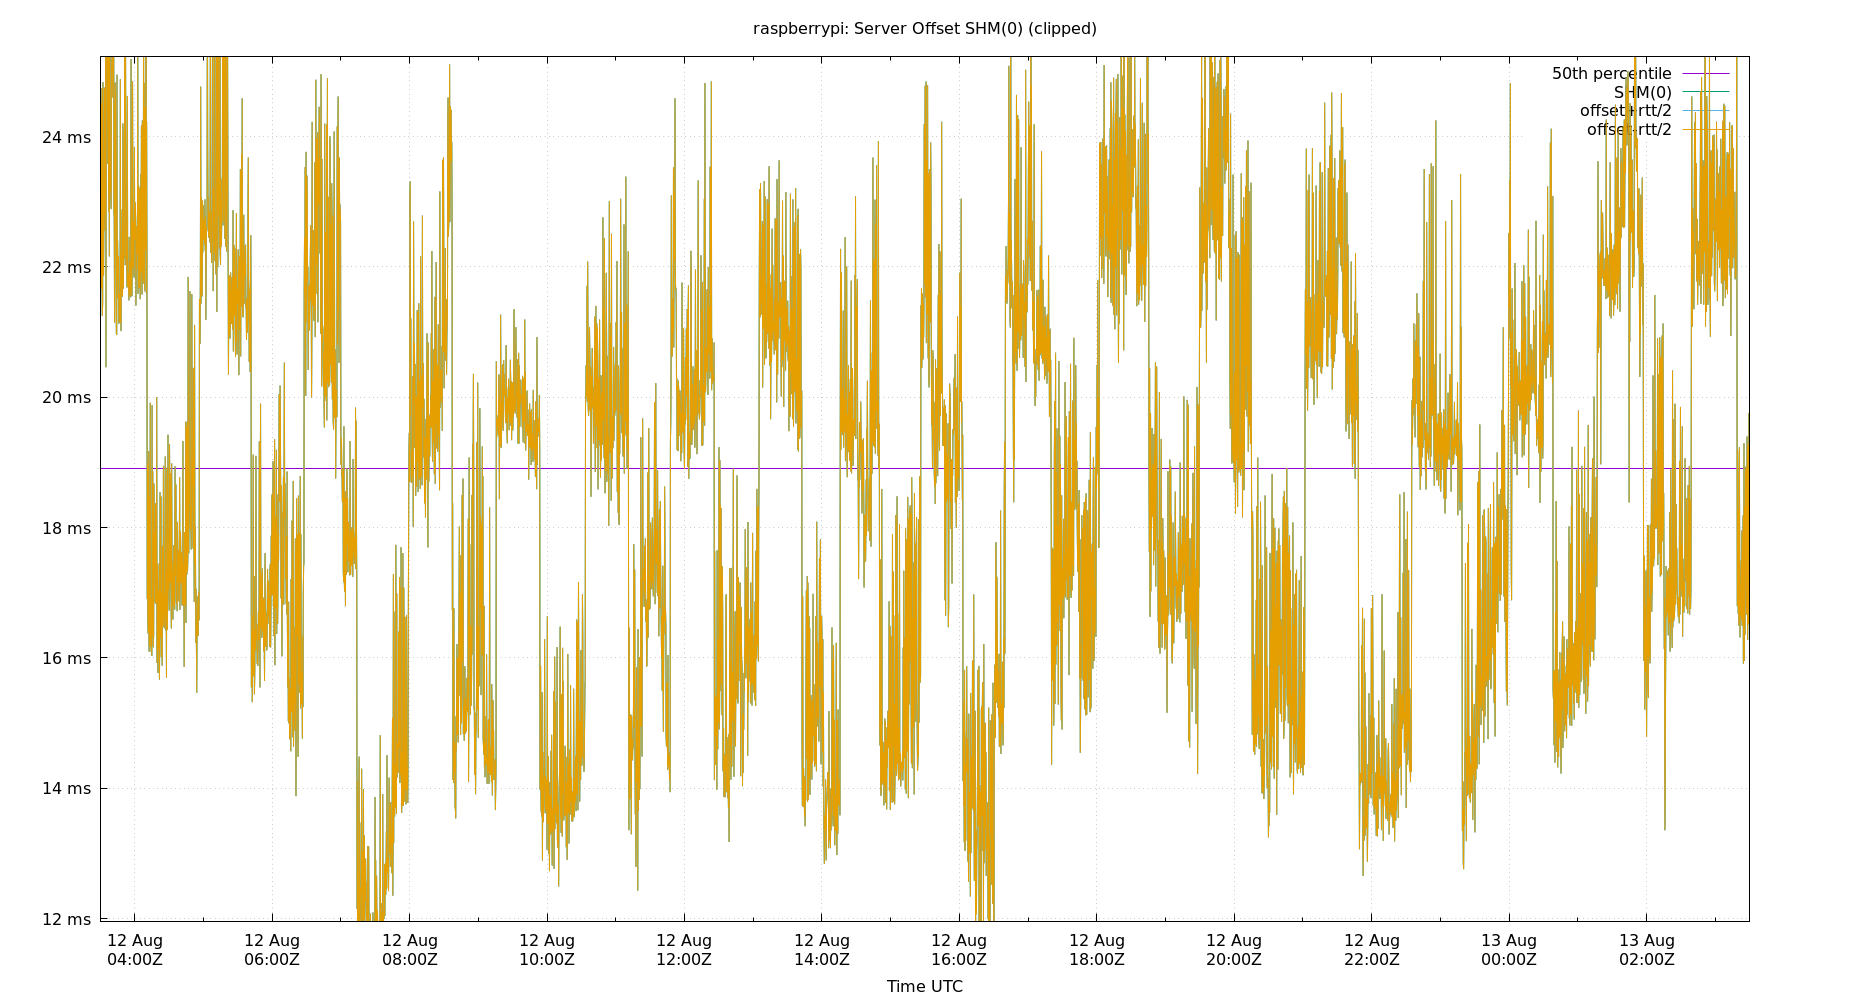 raspberrypi: Server Offset SHM(0) (clipped)
50th percentile
SHM(0)
offset+rtt/2
offset-rtt/2
24 ms
22 ms
20 ms
18 ms
16 ms
14 ms
12 ms
12 Aug 12 Aug 12 Aug 12 Aug 12 Aug 12 Aug 12 Aug 12 Aug 12 Aug 12 Aug 13 Aug 13 Aug
04:00Z 06:00Z 08:00Z 10:00Z 12:00Z 14:00Z 16:00Z 18:00Z 20:00Z 22:00Z 00:00Z 02:00Z
Time UTC